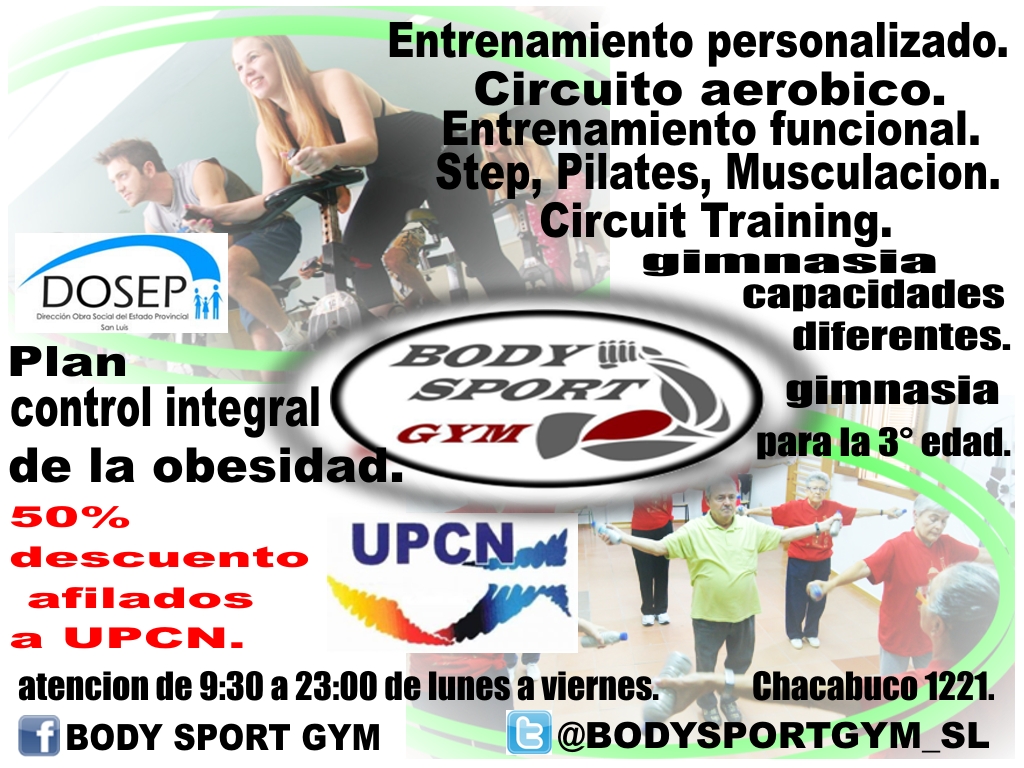 Entrenamiento personalizado.
Circuito aerobico.
Entrenamiento funcional.
Step, Pilates, Musculacion.
Circuit Training.
gimnasia
capacidades
diferentes.
gimnasia
para la 3° edad.
DOSEP
Dirección Obra Social del Estado Provincial
San Luis
BODY
SPORT
GYM
Plan
control integral
de la obesidad.
50%
descuento
afilados
a UPCN.
UPCN
atencion de 9:30 a 23:00 de lunes a viernes.
Chacabuco 1221.
f BODY SPORT GYM
t @BODYSPORTGYM_SL